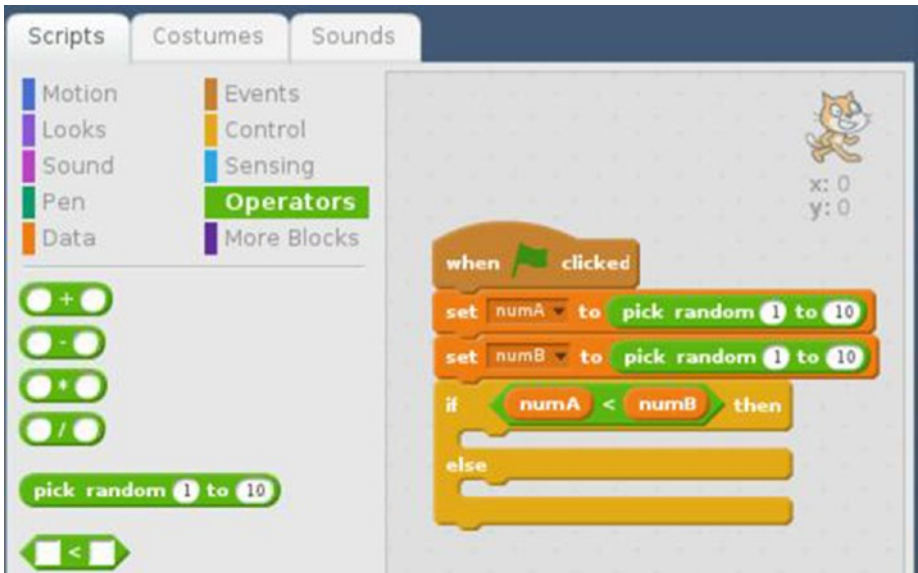 Scripts Costumes Sounds
Motion Events
Looks Control
Sound Sensing
Pen Operators
Data More Blocks
+
-
*
/
pick random 1 to 10
<
x: 0
y: 0
when clicked
set numA to pick random 1 to 10
set numB to pick random 1 to 10
if numA < numB then
else